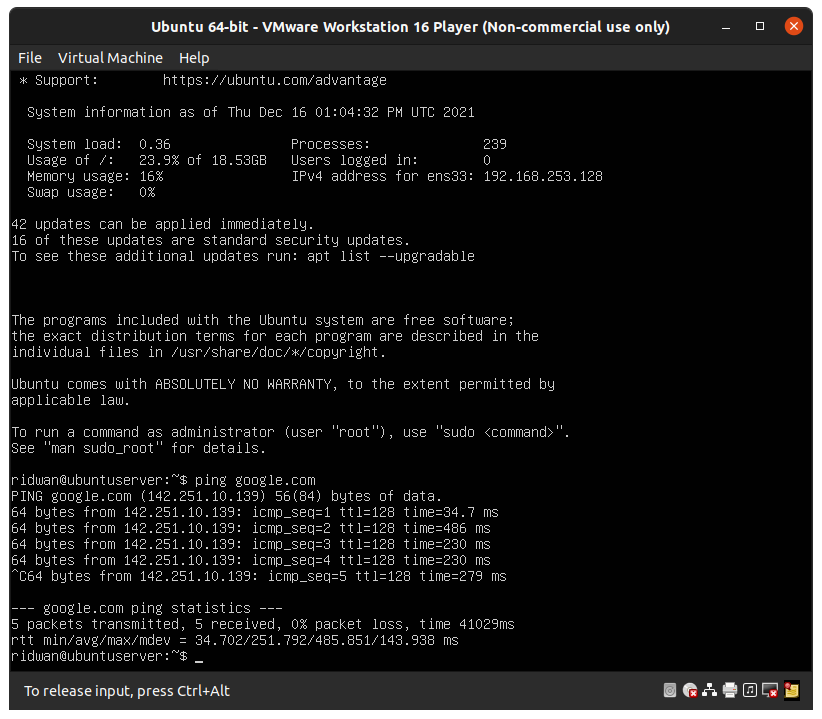 Ubuntu 64-bit - VMware Workstation 16 Player (Non-commercial use only)
File Virtual Machine Help
* Support: https://ubuntu.com/advantage
System information as of Thu Dec 16 01:04:32 PM UTC 2021
System load: 0.36 Processes: 239
Usage of /: 23.9% of 18.53GB Users logged in: 0
Memory usage: 16% IPv4 address for ens33: 192.168.253.128
Swap usage: 0%
42 updates can be applied immediately.
16 of these updates are standard security updates.
To see these additional updates run: apt list --upgradable
The programs included with the Ubuntu system are free software;
the exact distribution terms for each program are described in the
individual files in /usr/share/doc/*/copyright.
Ubuntu comes with ABSOLUTELY NO WARRANTY, to the extent permitted by
applicable law.
To run a command as administrator (user "root"), use "sudo <command>".
See "man sudo_root" for details.
ridwan@ubuntuserver:~$ ping google.com
PING google.com (142.251.10.139) 56(84) bytes of data.
64 bytes from 142.251.10.139: icmp_seq=1 ttl=128 time=34.7 ms
64 bytes from 142.251.10.139: icmp_seq=2 ttl=128 time=486 ms
64 bytes from 142.251.10.139: icmp_seq=3 ttl=128 time=230 ms
64 bytes from 142.251.10.139: icmp_seq=4 ttl=128 time=230 ms
^C64 bytes from 142.251.10.139: icmp_seq=5 ttl=128 time=279 ms
--- google.com ping statistics ---
5 packets transmitted, 5 received, 0% packet loss, time 41029ms
rtt min/avg/max/mdev = 34.702/251.792/485.851/143.938 ms
ridwan@ubuntuserver:~$ _
To release input, press Ctrl+Alt